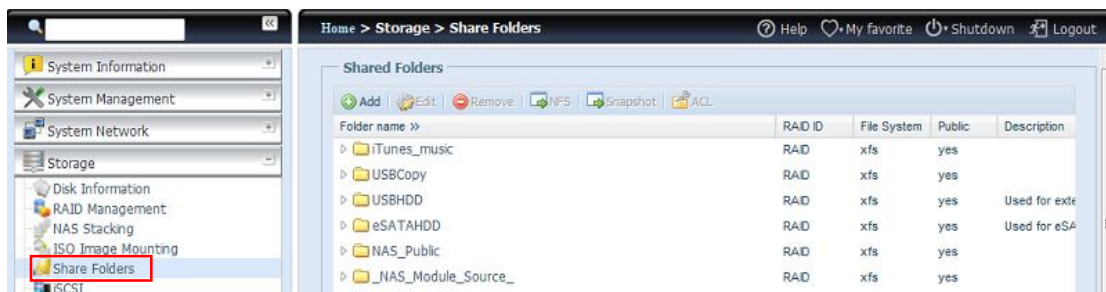 Home > Storage > Share Folders
Help My favorite Shutdown Logout
System Information
System Management
System Network
Storage
Disk Information
RAID Management
NAS Stacking
ISO Image Mounting
Share Folders
iSCSI
Shared Folders
Add Edit Remove NFS Snapshot ACL
Folder name » RAID ID File System Public Description
iTunes_music RAID xfs yes
USBCopy RAID xfs yes
USBHDD RAID xfs yes Used for exte
eSATAHDD RAID xfs yes Used for eSA
NAS_Public RAID xfs yes
_NAS_Module_Source_ RAID xfs yes